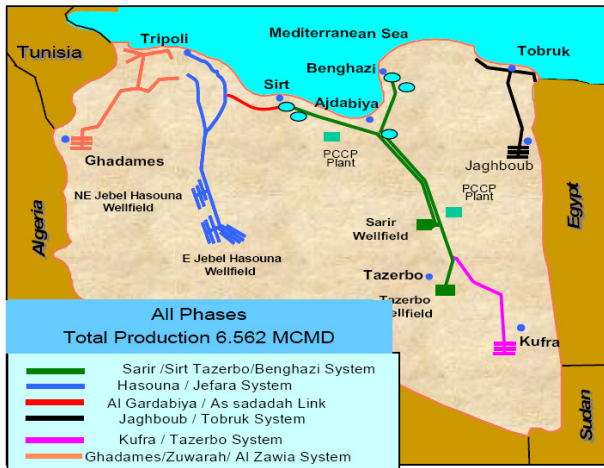 Mediterranean Sea
Tunisia
Tripoli
Tobruk
Benghazi
Sirt
Ajdabiya
Ghadames
PCCP
Plant
Jaghboub
NE Jebel Hasouna
Wellfield
PCCP
Plant
Algeria
Egypt
Sarir
Wellfield
E Jebel Hasouna
Wellfield
Tazerbo
Tazerbo
Wellfield
Kufra
Sudan
All Phases
Total Production 6.562 MCMD
Sarir /Sirt Tazerbo/Benghazi System
Hasouna / Jefara System
Al Gardabiya / As sadadah Link
Jaghboub / Tobruk System
Kufra / Tazerbo System
Ghadames/Zuwarah/ Al Zawia System